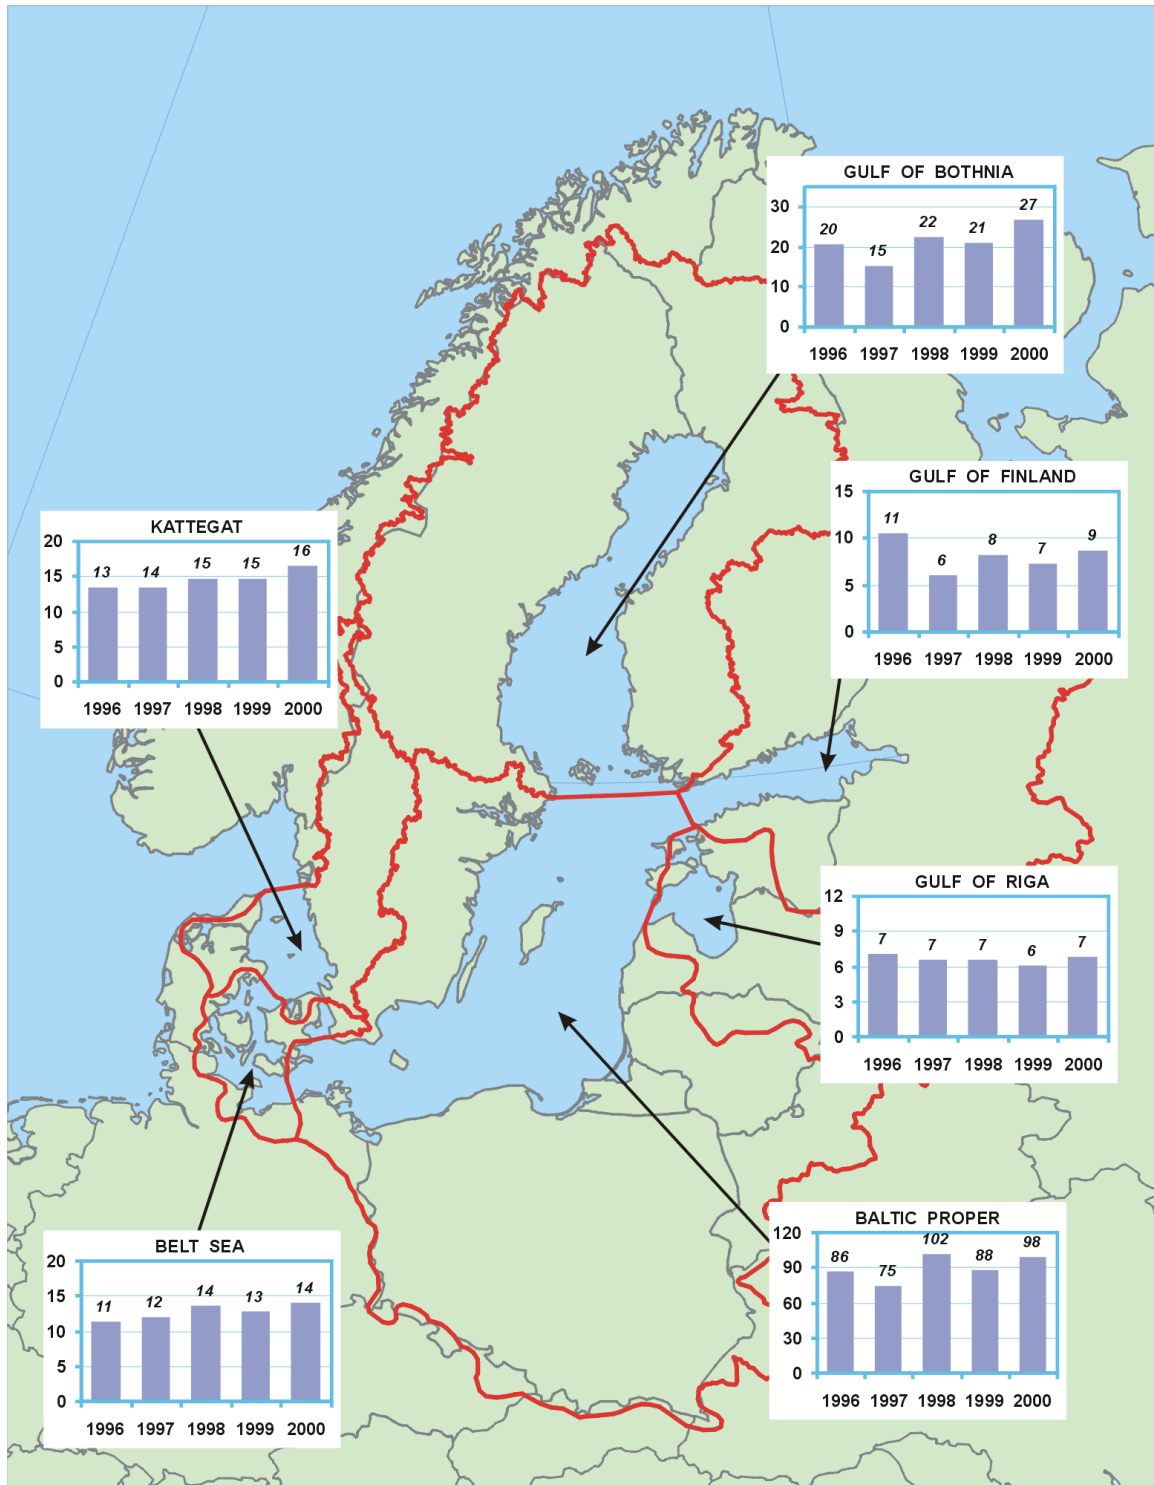 GULF OF BOTHNIA
30
20
10
0
20 15 22 21 27
1996 1997 1998 1999 2000
GULF OF FINLAND
15
10
5
0
11 6 8 7 9
1996 1997 1998 1999 2000
KATTEGAT
20
15
10
5
0
13 14 15 15 16
1996 1997 1998 1999 2000
GULF OF RIGA
12
9
6
3
0
7 7 7 6 7
1996 1997 1998 1999 2000
BALTIC PROPER
120
90
60
30
0
86 75 102 88 98
1996 1997 1998 1999 2000
BELT SEA
20
15
10
5
0
11 12 14 13 14
1996 1997 1998 1999 2000